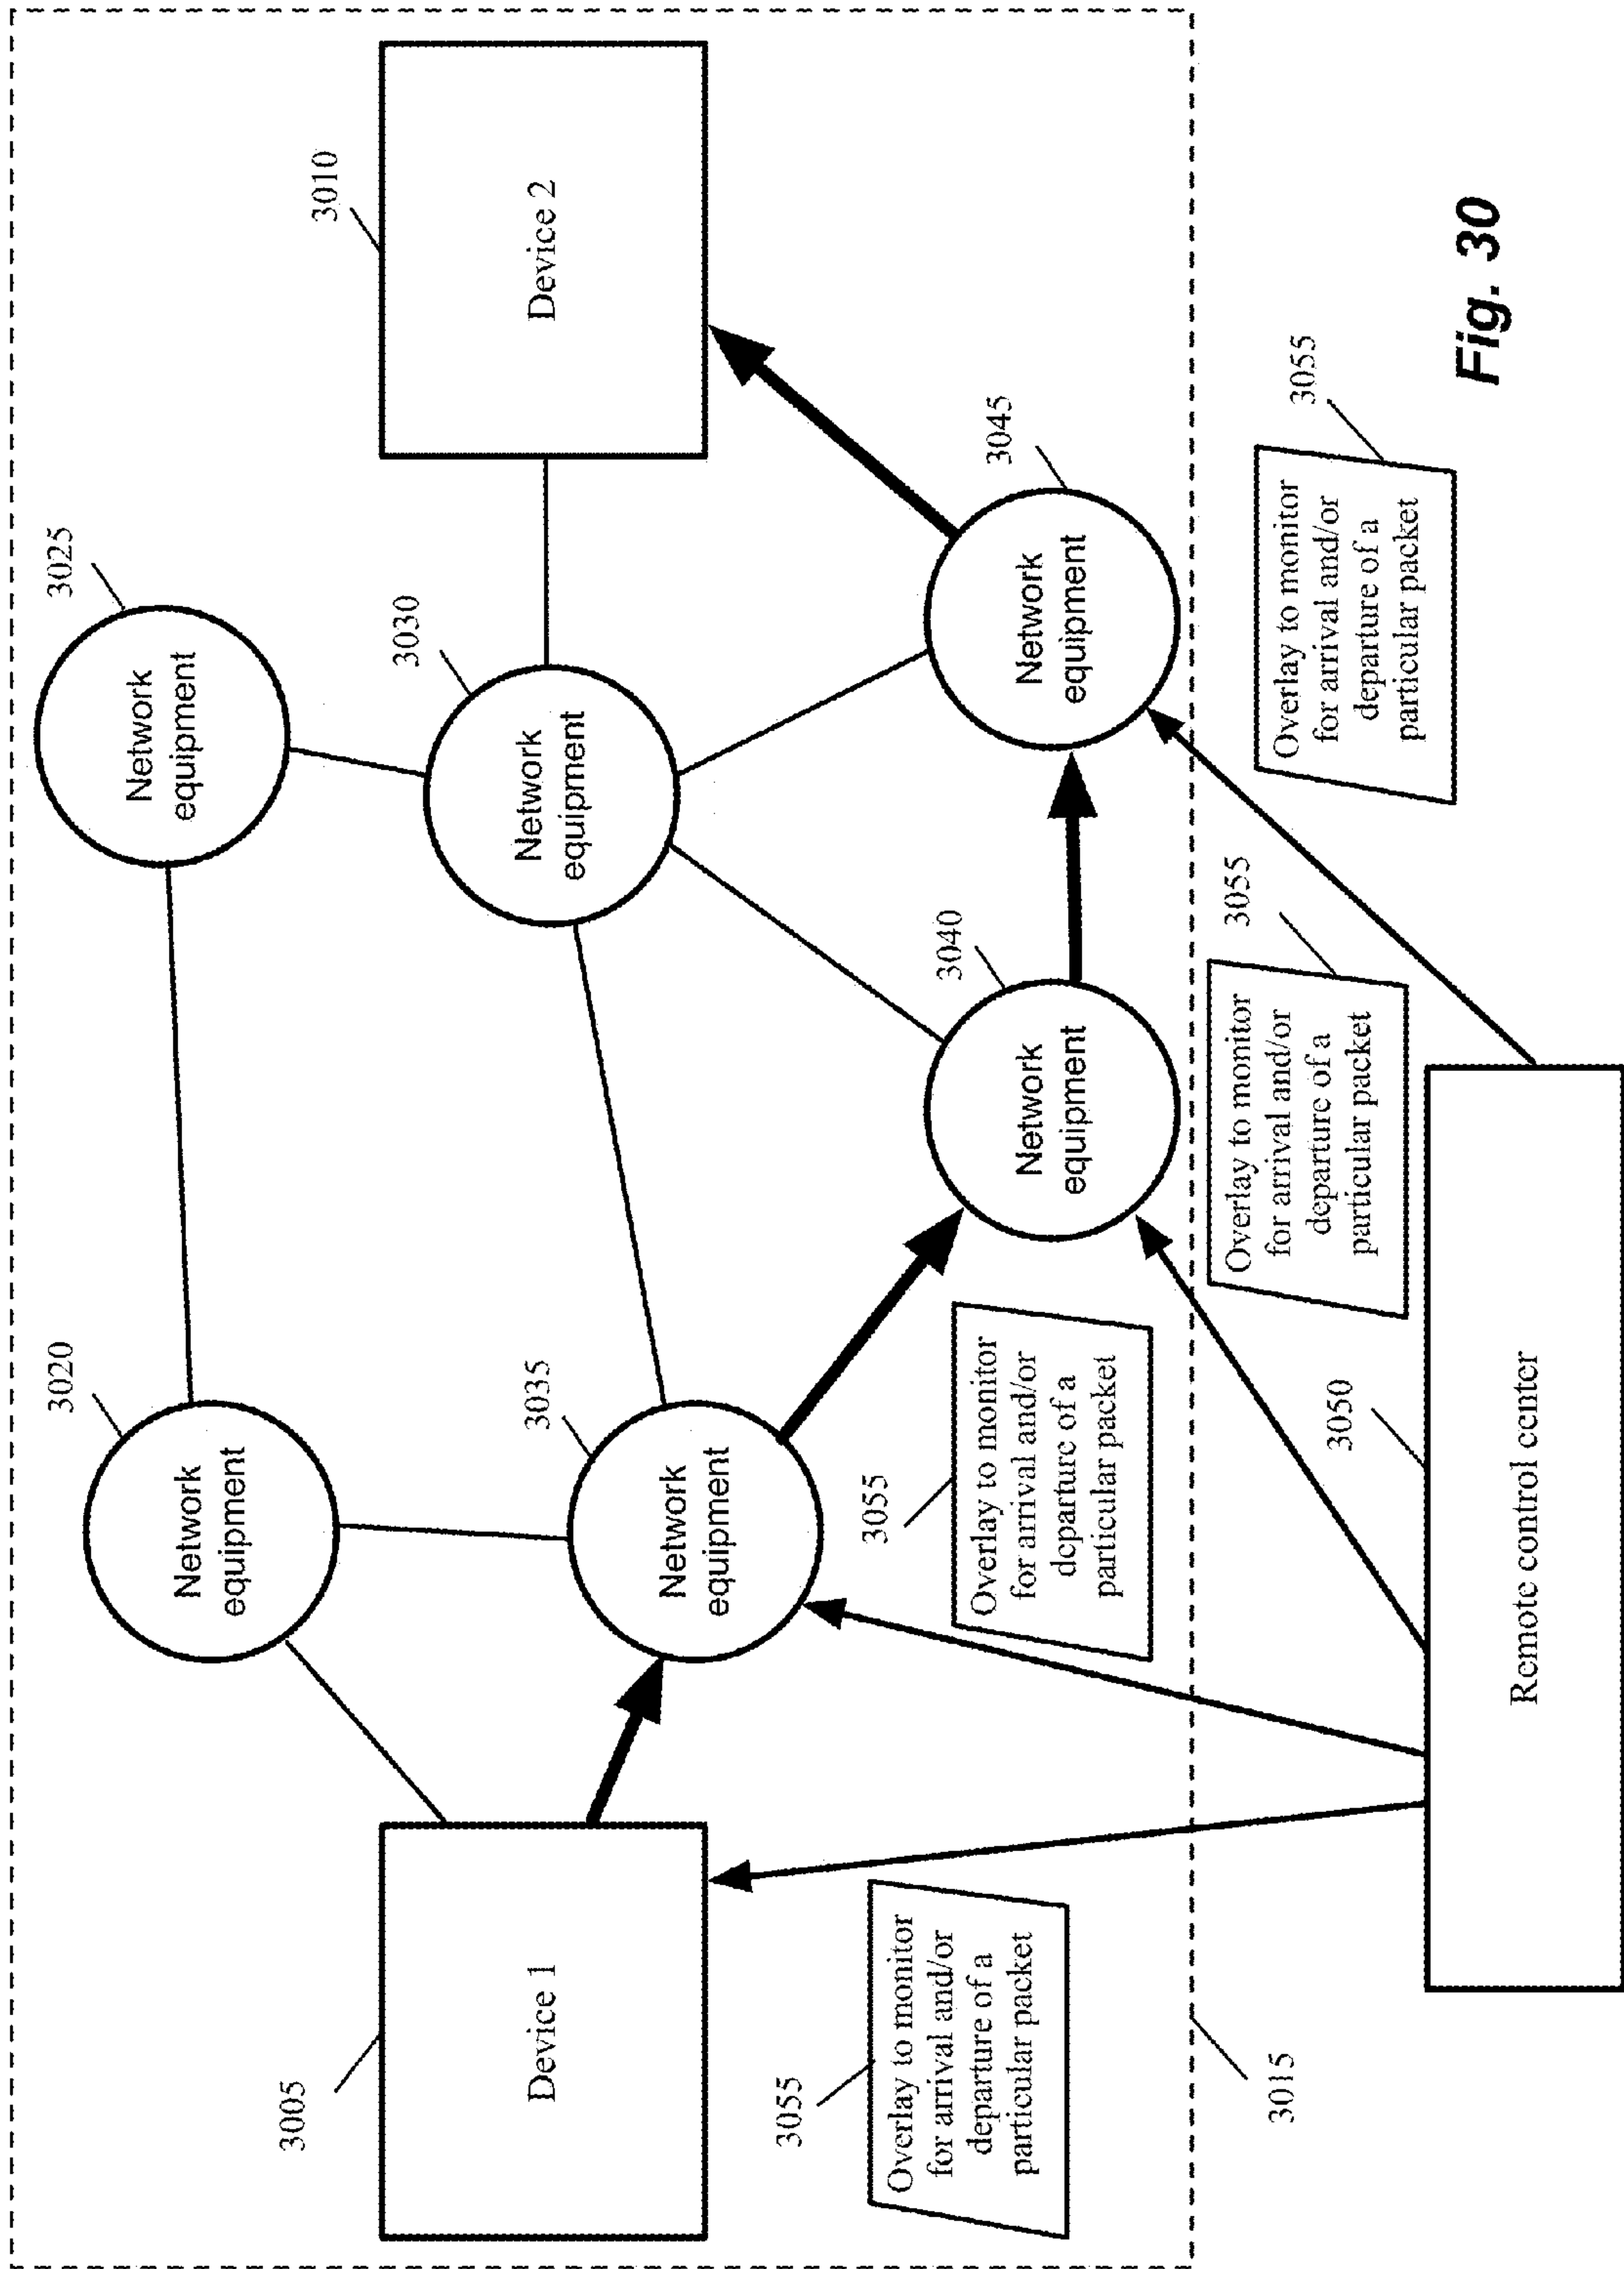 3025
3020
Network
equipment
Network
equipment
3010
3030
3035
3005
Device 2
Network
equipment
Network
equipment
Device 1
3045
3040
3055
3055
Network
equipment
Network
equipment
Overlay to monitor
for arrival and/or
departure of a
particular packet
Overlay to monitor
for arrival and/or
departure of a
particular packet
3055
3055
3015
Overlay to monitor
for arrival and/or
departure of a
particular packet
Overlay to monitor
for arrival and/or
departure of a
particular packet
3050
Remote control center
Fig. 30